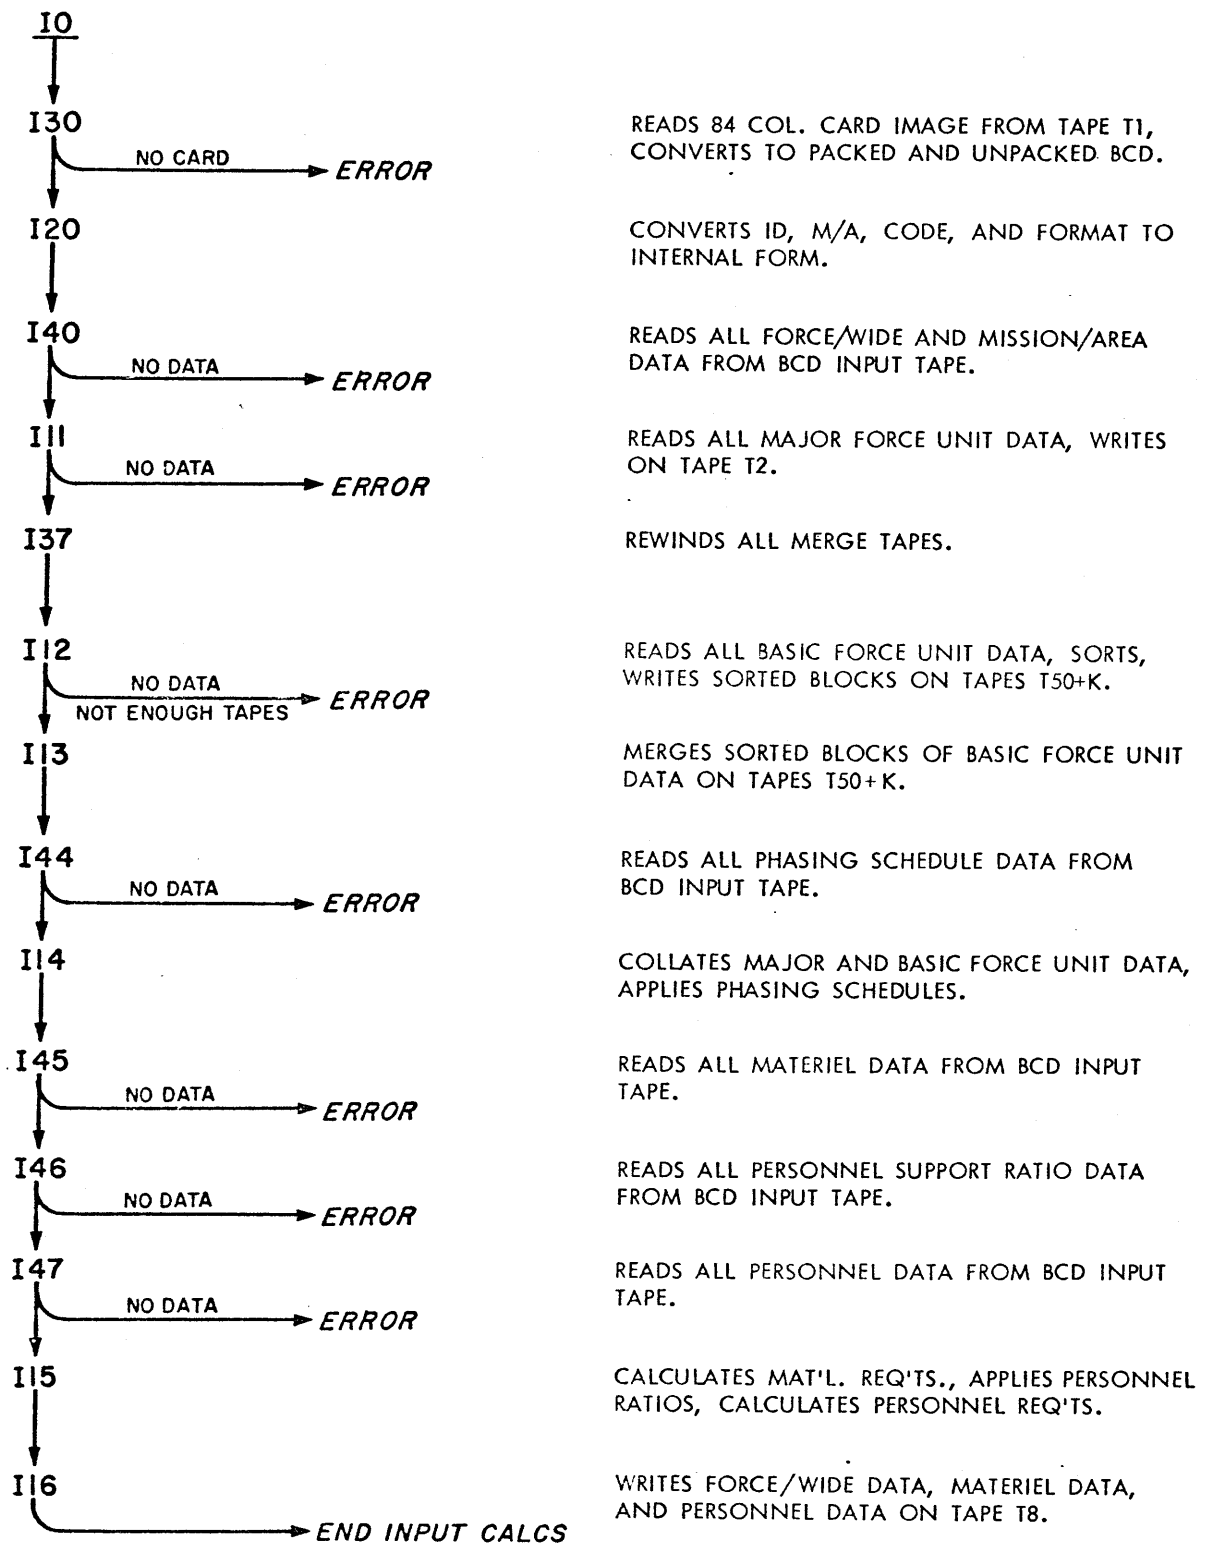 I0
I30
READS 84 COL. CARD IMAGE FROM TAPE T1,
CONVERTS TO PACKED AND UNPACKED BCD.
NO CARD
ERROR
I20
CONVERTS ID, M/A, CODE, AND FORMAT TO
INTERNAL FORM.
I40
READS ALL FORCE/WIDE AND MISSION/AREA
DATA FROM BCD INPUT TAPE.
NO DATA
ERROR
I11
READS ALL MAJOR FORCE UNIT DATA, WRITES
ON TAPE T2.
NO DATA
ERROR
I37
REWINDS ALL MERGE TAPES.
I12
READS ALL BASIC FORCE UNIT DATA, SORTS,
WRITES SORTED BLOCKS ON TAPES T50+K.
NO DATA
NOT ENOUGH TAPES
ERROR
I13
MERGES SORTED BLOCKS OF BASIC FORCE UNIT
DATA ON TAPES T50+K.
I44
READS ALL PHASING SCHEDULE DATA FROM
BCD INPUT TAPE.
NO DATA
ERROR
I14
COLLATES MAJOR AND BASIC FORCE UNIT DATA,
APPLIES PHASING SCHEDULES.
I45
READS ALL MATERIEL DATA FROM BCD INPUT
TAPE.
NO DATA
ERROR
I46
READS ALL PERSONNEL SUPPORT RATIO DATA
FROM BCD INPUT TAPE.
NO DATA
ERROR
I47
READS ALL PERSONNEL DATA FROM BCD INPUT
TAPE.
NO DATA
ERROR
I15
CALCULATES MAT'L. REQ'TS., APPLIES PERSONNEL
RATIOS, CALCULATES PERSONNEL REQ'TS.
I16
WRITES FORCE/WIDE DATA, MATERIEL DATA,
AND PERSONNEL DATA ON TAPE T8.
END INPUT CALCS